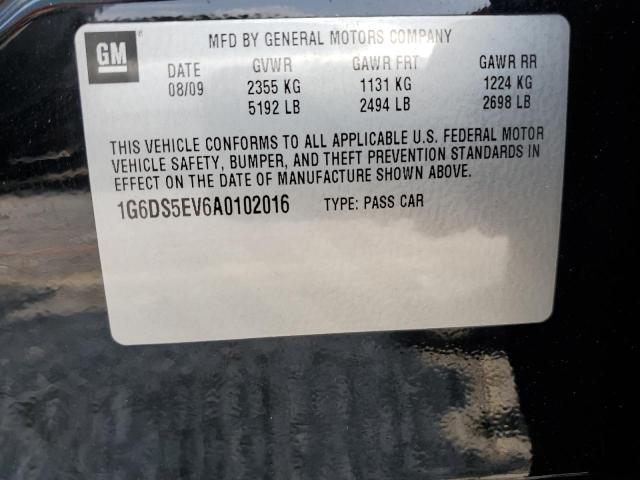 GM
MFD BY GENERAL MOTORS COMPANY
DATE GVWR GAWR FRT GAWR RR
08/09 2355 KG 1131 KG 1224 KG
5192 LB 2494 LB 2698 LB
THIS VEHICLE CONFORMS TO ALL APPLICABLE U.S. FEDERAL MOTOR
VEHICLE SAFETY, BUMPER, AND THEFT PREVENTION STANDARDS IN
EFFECT ON THE DATE OF MANUFACTURE SHOWN ABOVE.
1G6DS5EV6A0102016 TYPE: PASS CAR